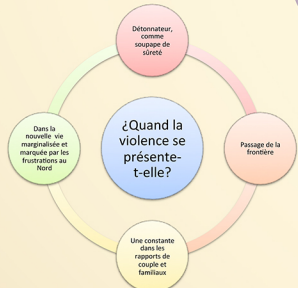 Détonnateur,
comme
soupape de
sûreté
¿Quand la
violence se
présente-
t-elle?
Dans la
nouvelle vie
marginalisée et
marquée par les
frustrations au
Nord
Passage de la
frontière
Une constante
dans les
rapports de
couple et
familiaux